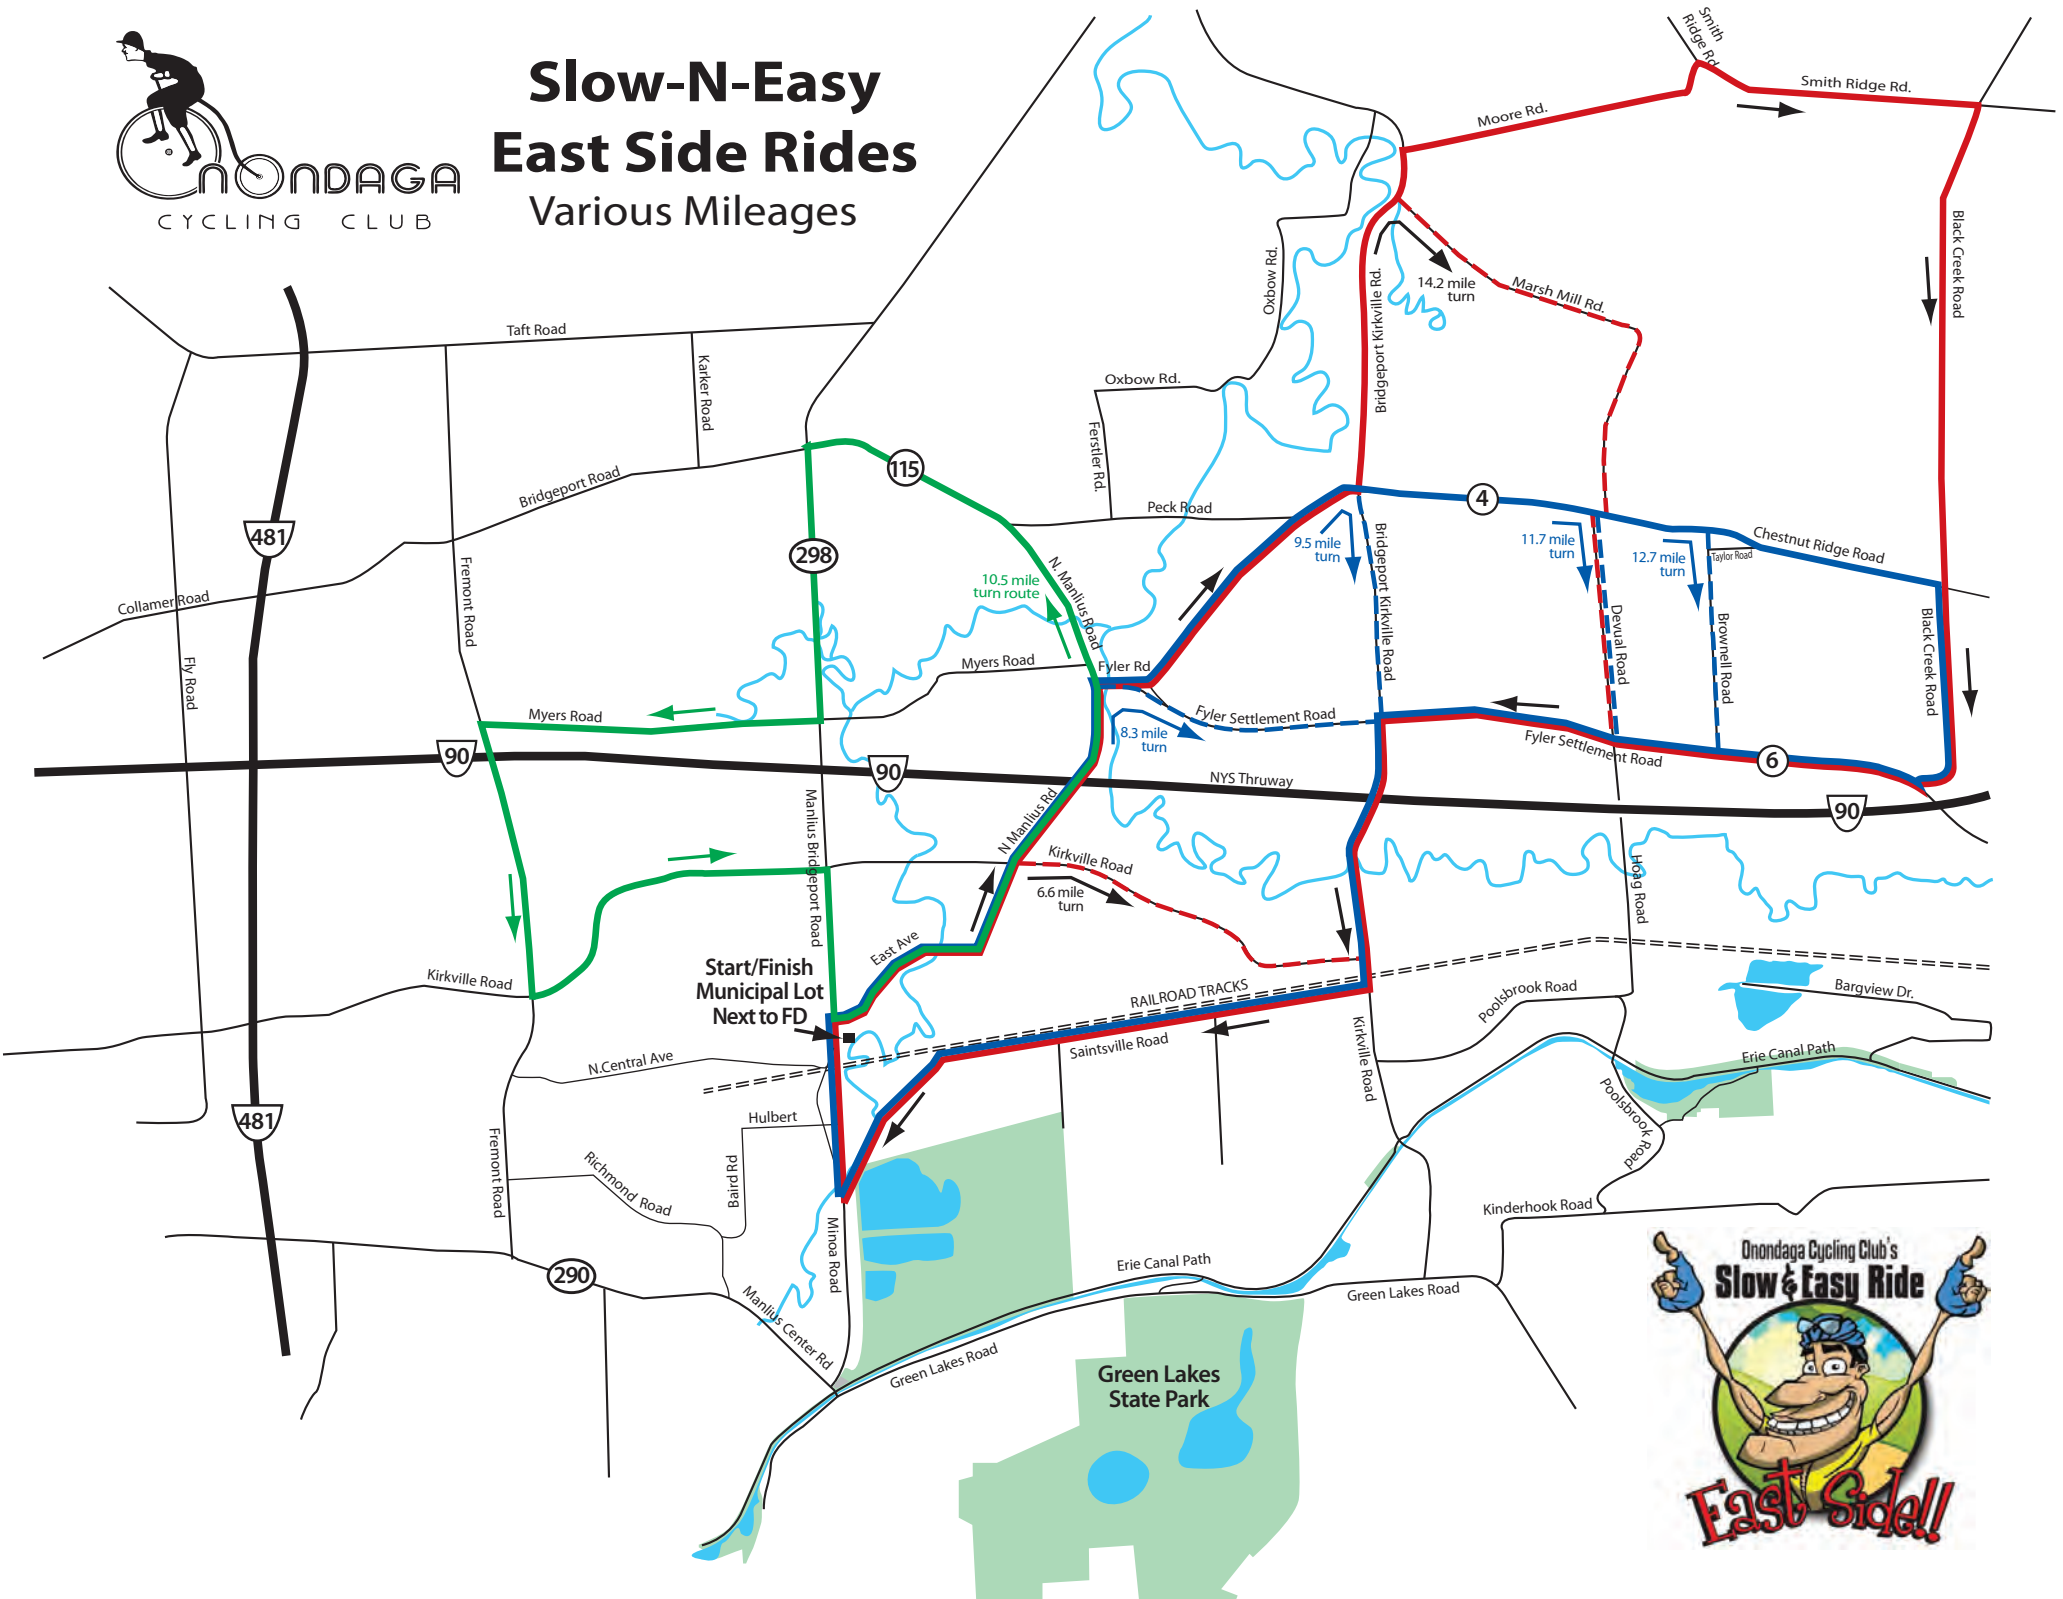 Slow-N-Easy
East Side Rides
Various Mileages
ONONDAGA
CYCLING CLUB
Smith
Ridge Rd.
Smith Ridge Rd.
Moore Rd.
Black Creek Road
Oxbow Rd.
14.2 mile
turn
Marsh Mill Rd.
Bridgeport Kirkville Rd.
Taft Road
Karker Road
Oxbow Rd.
Ferstler Rd.
Bridgeport Road
115
Peck Road
4
481
298
9.5 mile
turn
Bridgeport Kirkville Road
11.7 mile
turn
12.7 mile
turn
Taylor Road
Chestnut Ridge Road
Collamer Road
Fremont Road
10.5 mile
turn route
N. Manlius Road
Fly Road
Myers Road
Fyler Rd
Devual Road
Brownell Road
Black Creek Road
Myers Road
Fyler Settlement Road
8.3 mile
turn
Fyler Settlement Road
6
90
90
NYS Thruway
90
Manlius Bridgeport Road
N Manlius Rd
Kirkville Road
6.6 mile
turn
Hoag Road
East Ave
Start/Finish
Municipal Lot
Next to FD
Kirkville Road
RAILROAD TRACKS
Poolsbrook Road
Bargview Dr.
Saintsville Road
Kirkville Road
Erie Canal Path
N.Central Ave
Poolsbrook Road
481
Hulbert
Fremont Road
Richmond Road
Baird Rd
Minoa Road
Kinderhook Road
290
Erie Canal Path
Manlius Center Rd
Green Lakes Road
Green Lakes Road
Green Lakes
State Park
Onondaga Cycling Club's
Slow & Easy Ride
East Side!!